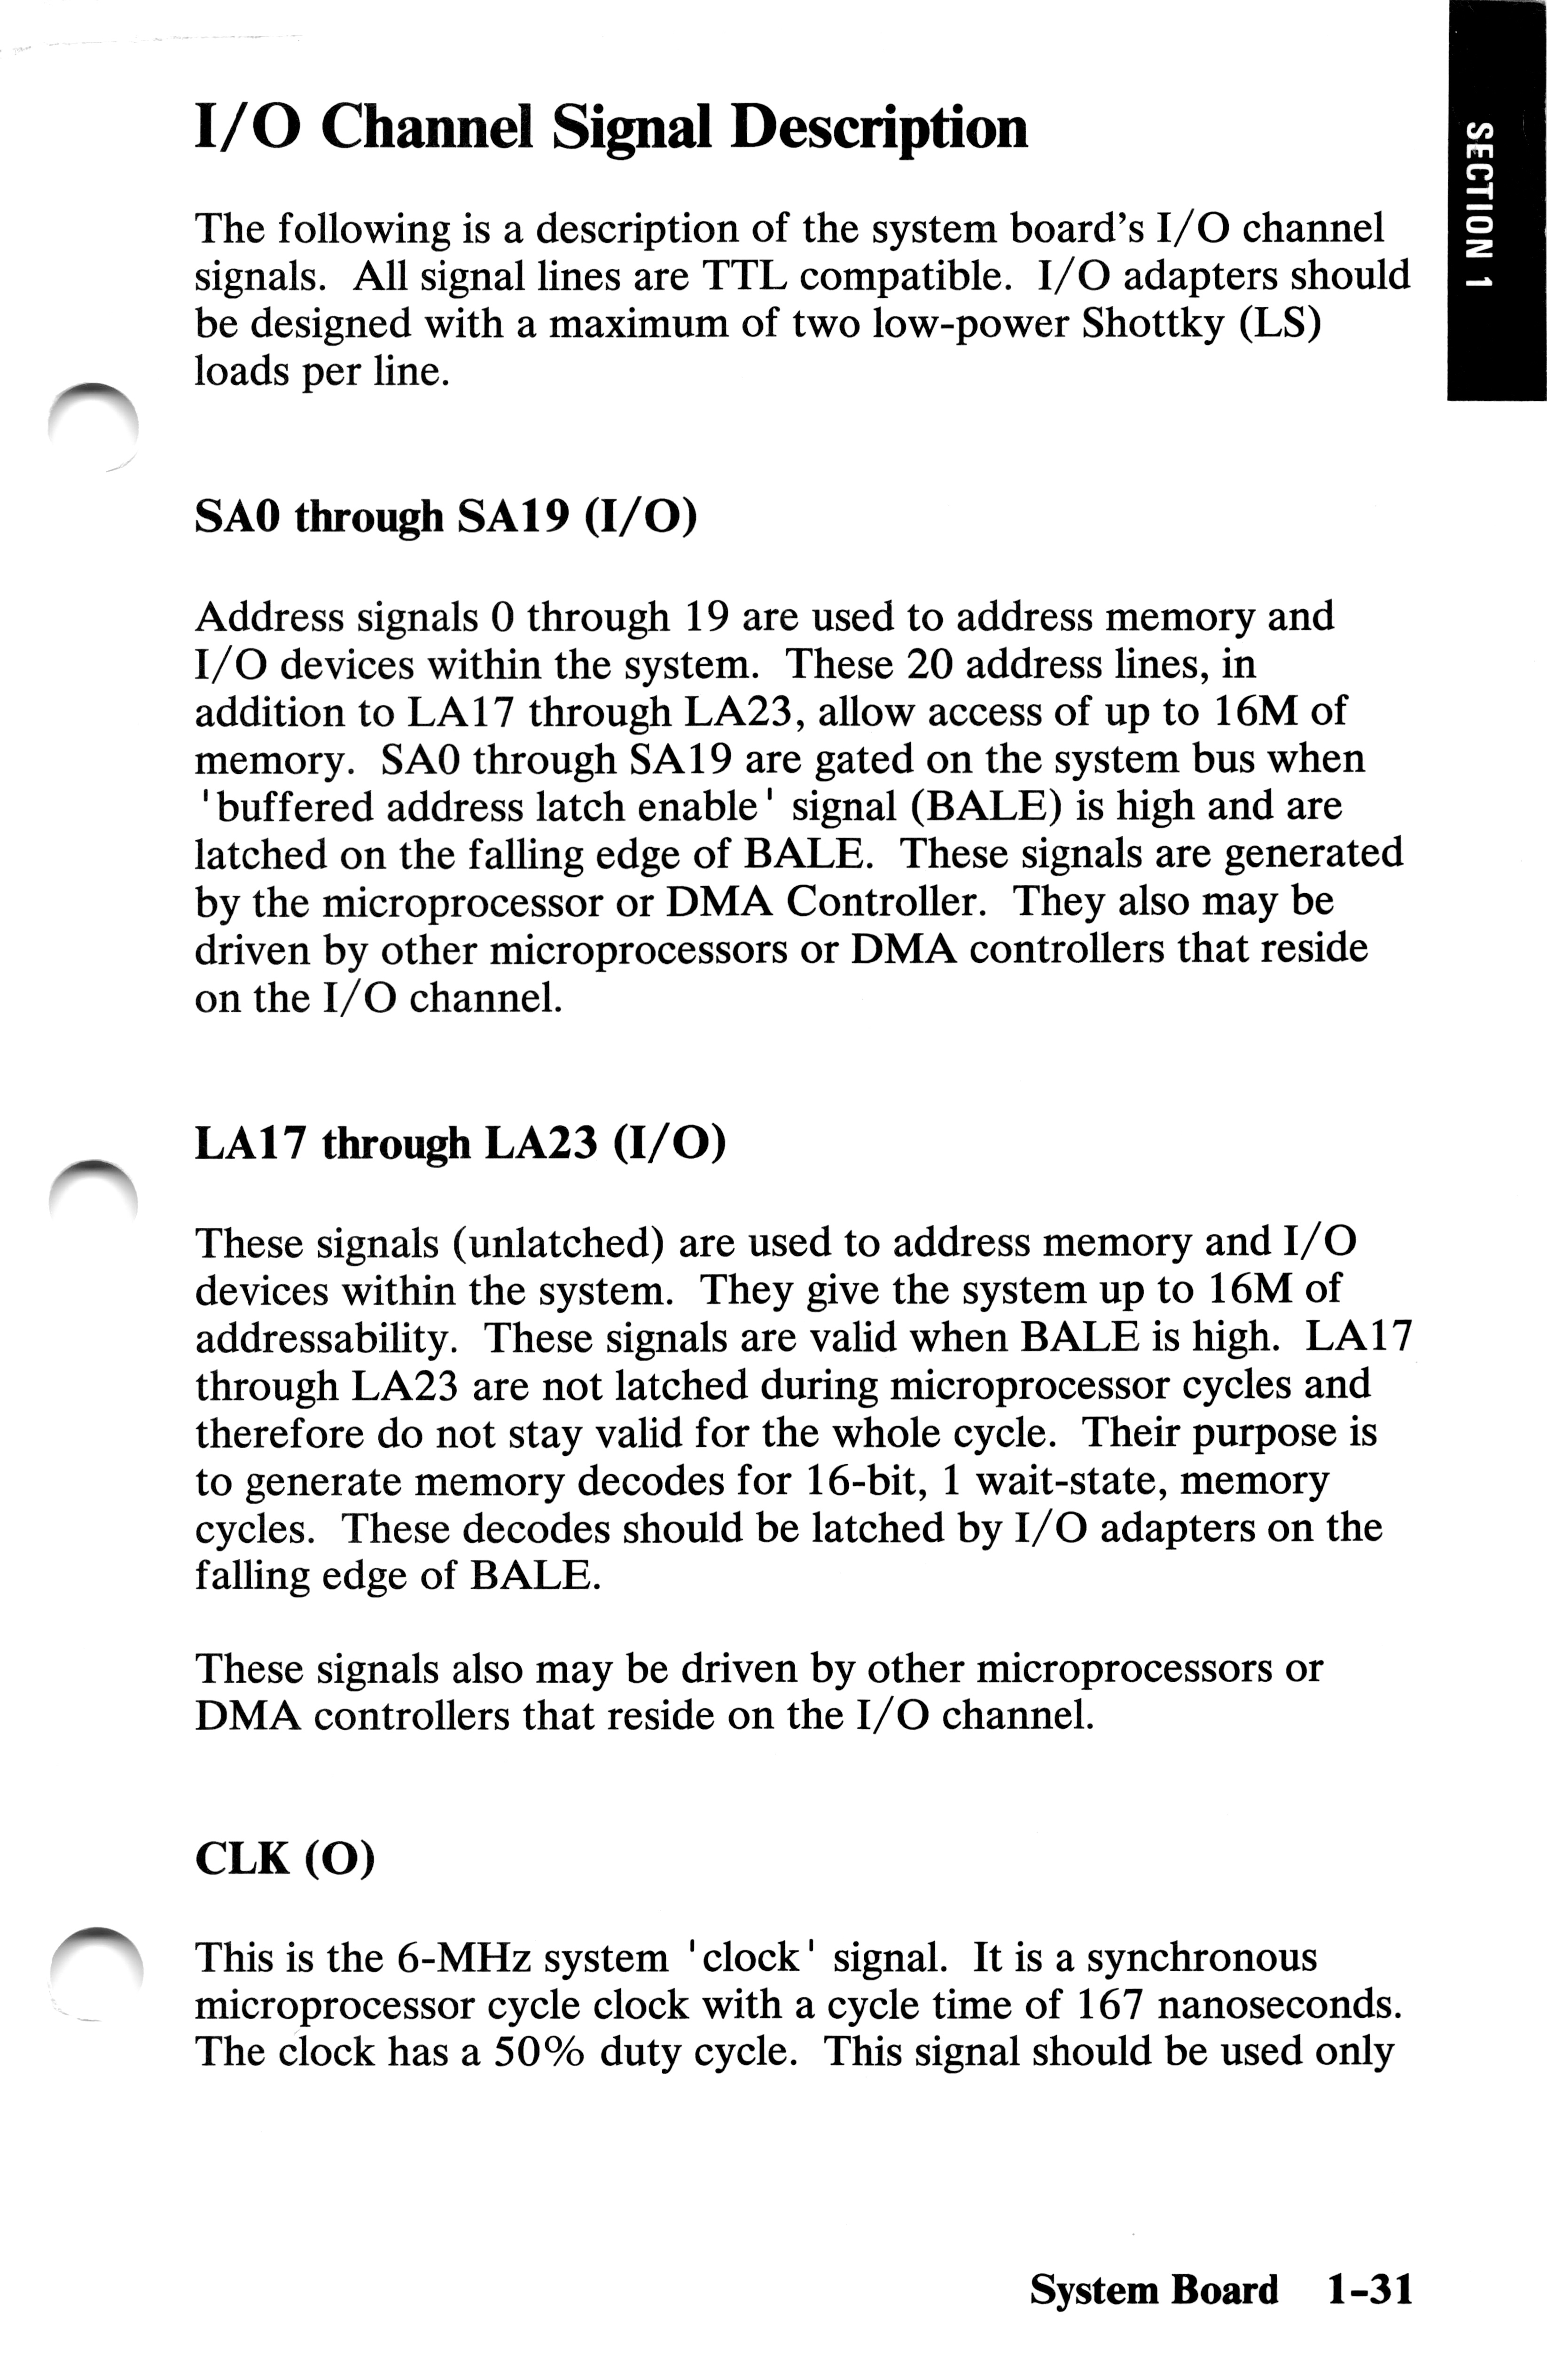 SECTION 1
I/O Channel Signal Description
The following is a description of the system board's I/O channel
signals. All signal lines are TTL compatible. I/O adapters should
be designed with a maximum of two low-power Shottky (LS)
loads per line.
SA0 through SA19 (I/O)
Address signals 0 through 19 are used to address memory and
I/O devices within the system. These 20 address lines, in
addition to LA17 through LA23, allow access of up to 16M of
memory. SA0 through SA19 are gated on the system bus when
'buffered address latch enable' signal (BALE) is high and are
latched on the falling edge of BALE. These signals are generated
by the microprocessor or DMA Controller. They also may be
driven by other microprocessors or DMA controllers that reside
on the I/O channel.
LA17 through LA23 (I/O)
These signals (unlatched) are used to address memory and I/O
devices within the system. They give the system up to 16M of
addressability. These signals are valid when BALE is high. LA17
through LA23 are not latched during microprocessor cycles and
therefore do not stay valid for the whole cycle. Their purpose is
to generate memory decodes for 16-bit, 1 wait-state, memory
cycles. These decodes should be latched by I/O adapters on the
falling edge of BALE.
These signals also may be driven by other microprocessors or
DMA controllers that reside on the I/O channel.
CLK (O)
This is the 6-MHz system 'clock' signal. It is a synchronous
microprocessor cycle clock with a cycle time of 167 nanoseconds.
The clock has a 50% duty cycle. This signal should be used only
System Board 1-31